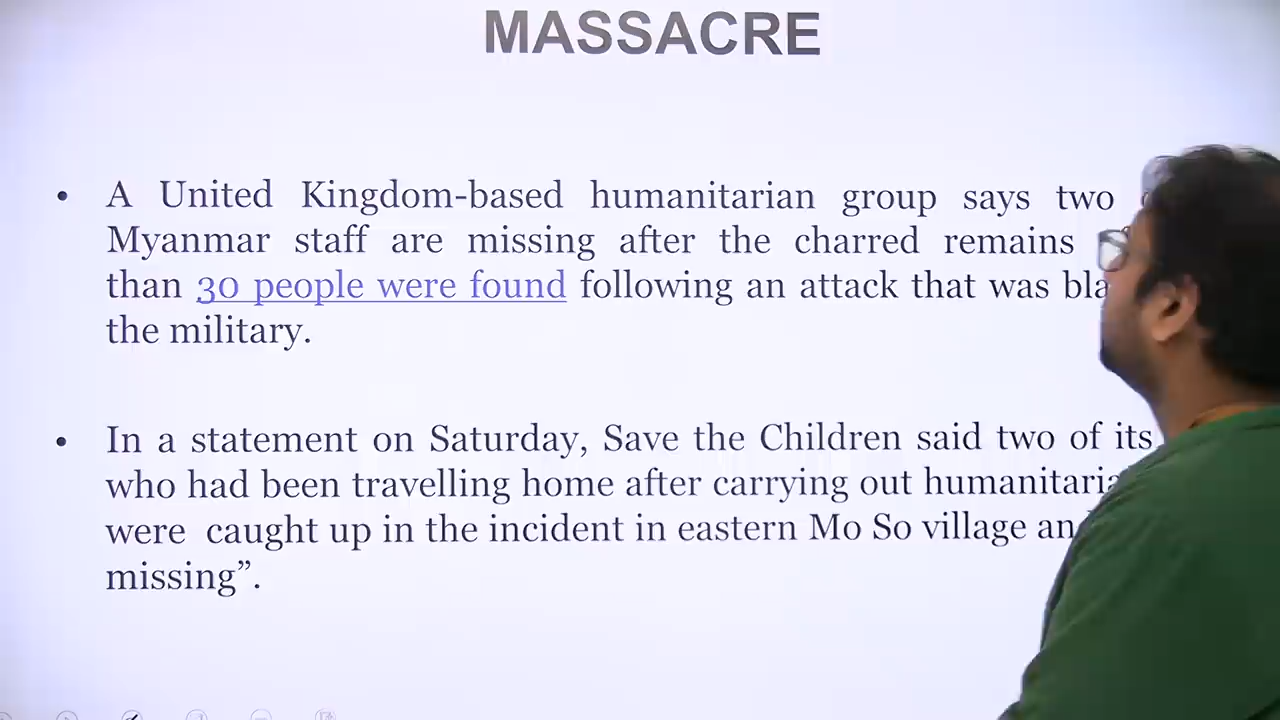 MASSACRE
• A United Kingdom-based humanitarian group says two
Myanmar staff are missing after the charred remains
than 30 people were found following an attack that was
the military.
• In a statement on Saturday, Save the Children said two of its
who had been travelling home after carrying out
were caught up in the incident in eastern Mo So village
missing”.